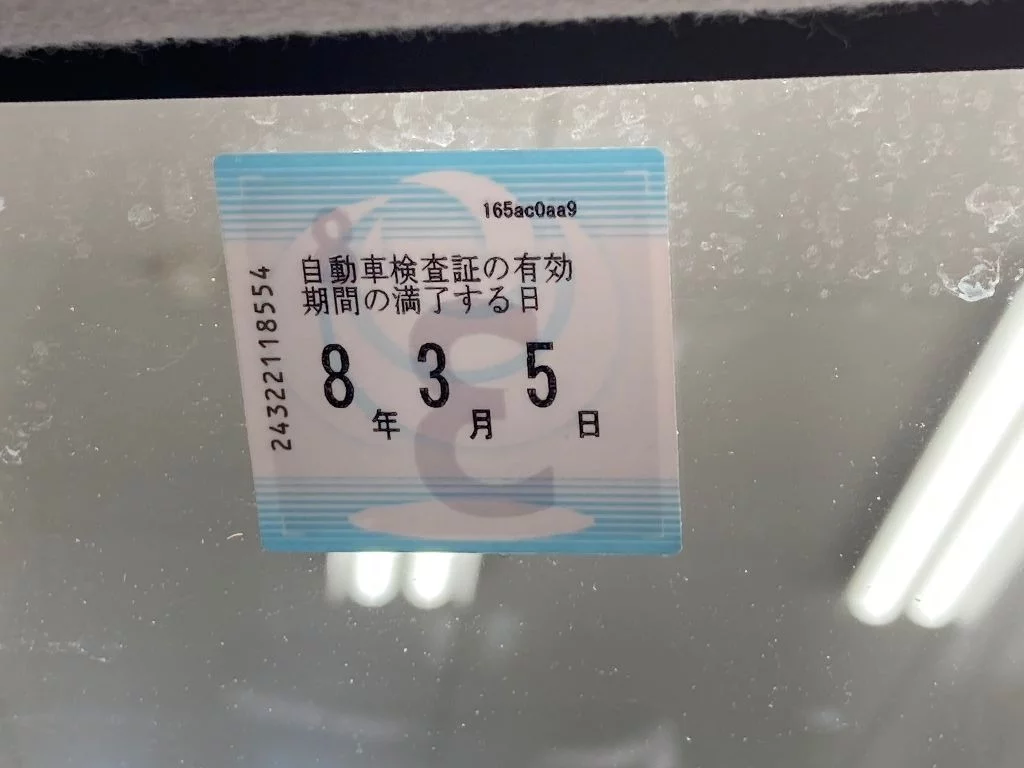 165ac0aa9
自動車検査証の有効
期間の満了する日
8年 3月 5日
24322118554